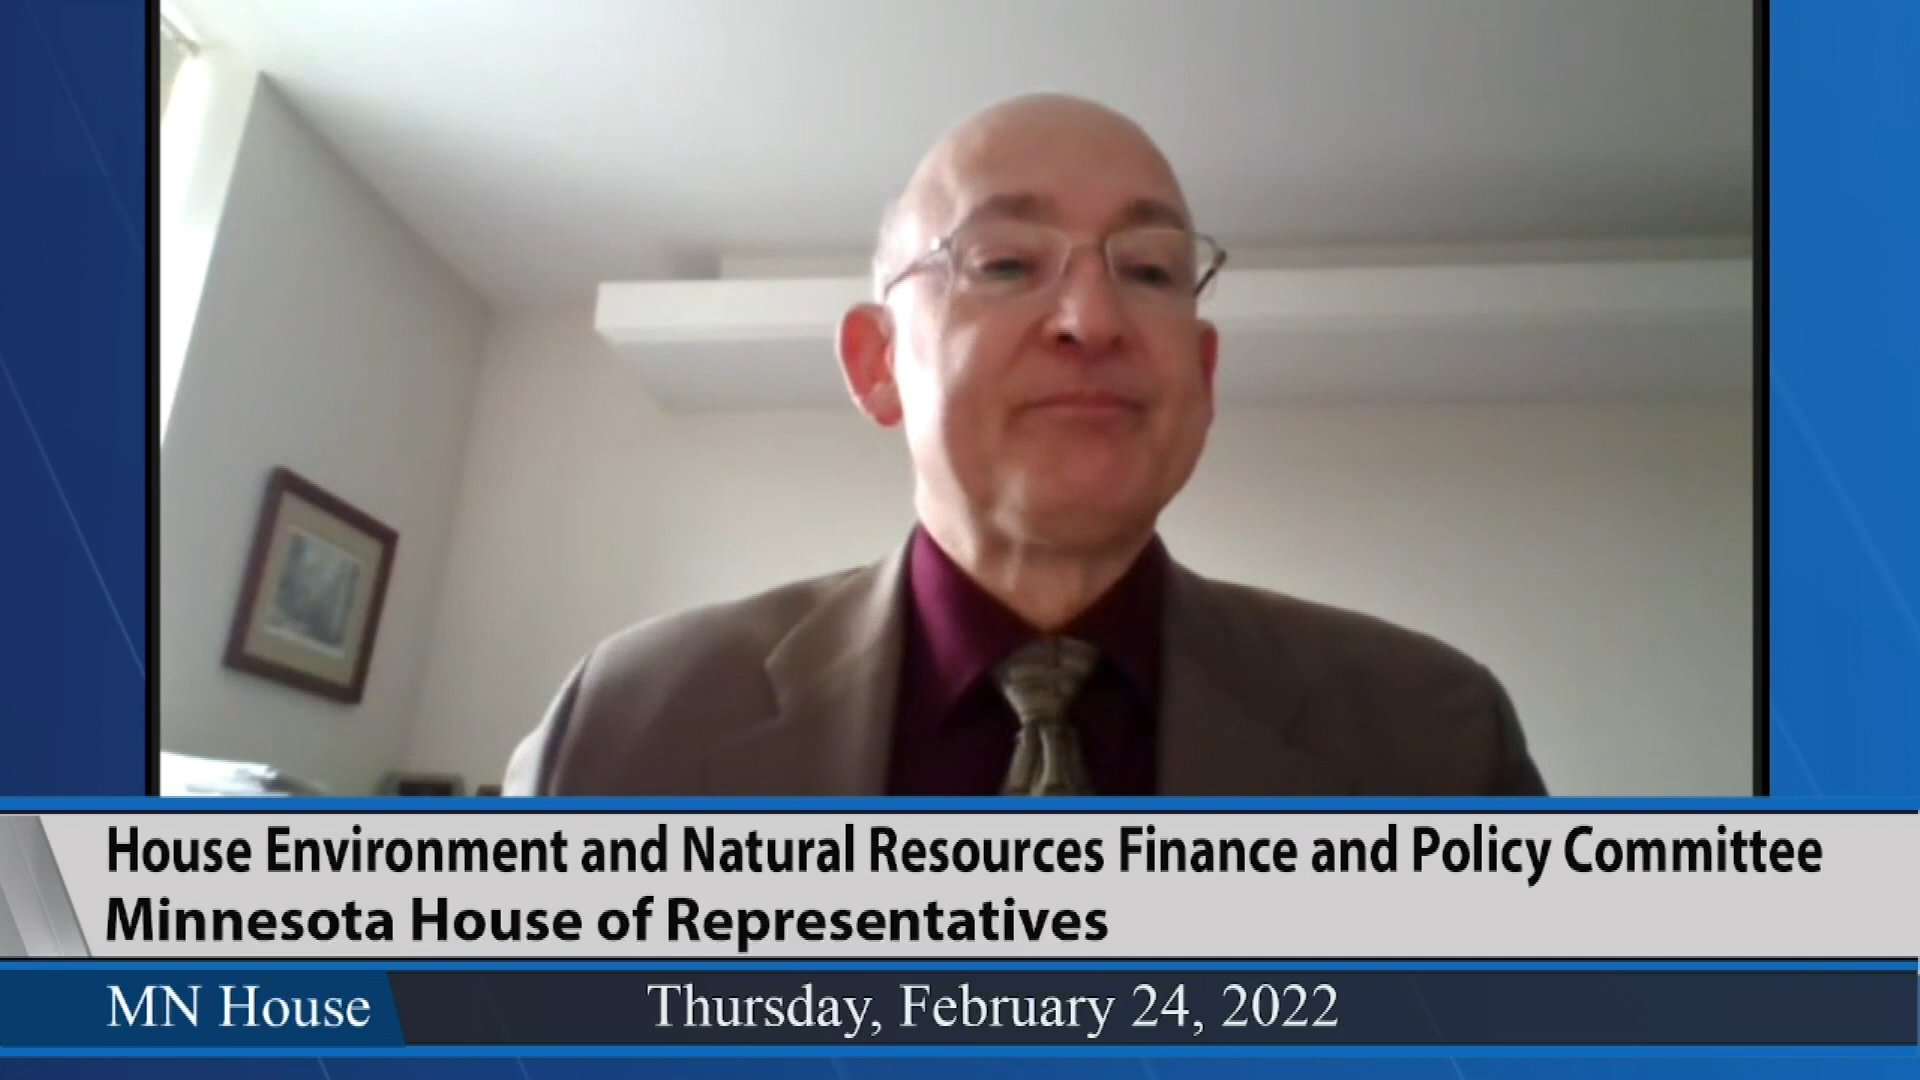 House Environment and Natural Resources Finance and Policy Committee
Minnesota House of Representatives
MN House
Thursday, February 24, 2022